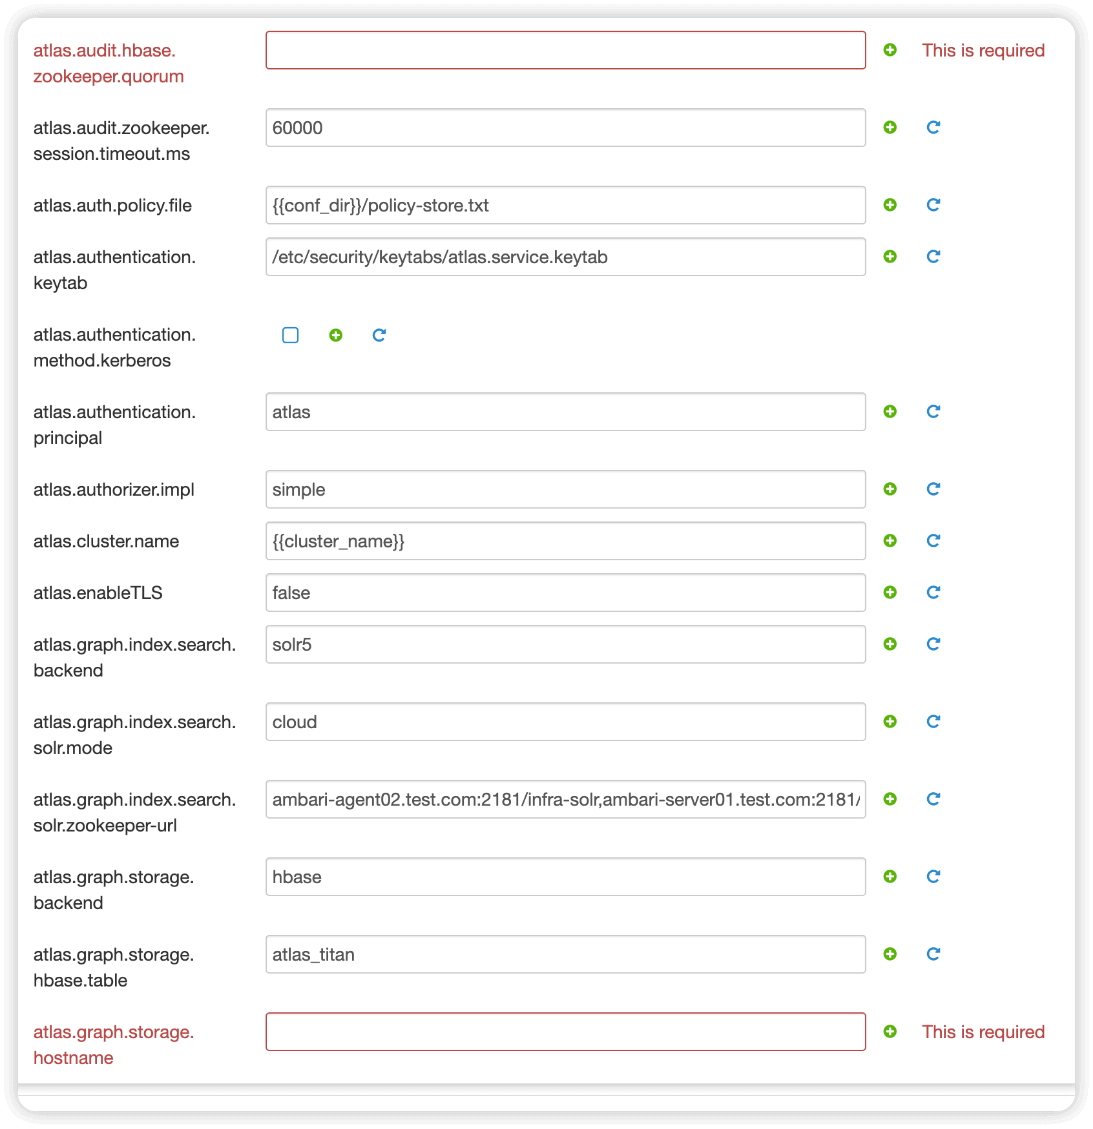 atlas.audit.hbase.
zookeeper.quorum
This is required
atlas.audit.zookeeper.
session.timeout.ms
60000
atlas.auth.policy.file
{{conf_dir}}/policy-store.txt
atlas.authentication.
keytab
/etc/security/keytabs/atlas.service.keytab
atlas.authentication.
method.kerberos
atlas.authentication.
principal
atlas
atlas.authorizer.impl
simple
atlas.cluster.name
{{cluster_name}}
atlas.enableTLS
false
atlas.graph.index.search.
backend
solr5
atlas.graph.index.search.
solr.mode
cloud
atlas.graph.index.search.
solr.zookeeper-url
ambari-agent02.test.com:2181/infra-solr,ambari-server01.test.com:2181/
atlas.graph.storage.
backend
hbase
atlas.graph.storage.
hbase.table
atlas_titan
atlas.graph.storage.
hostname
This is required